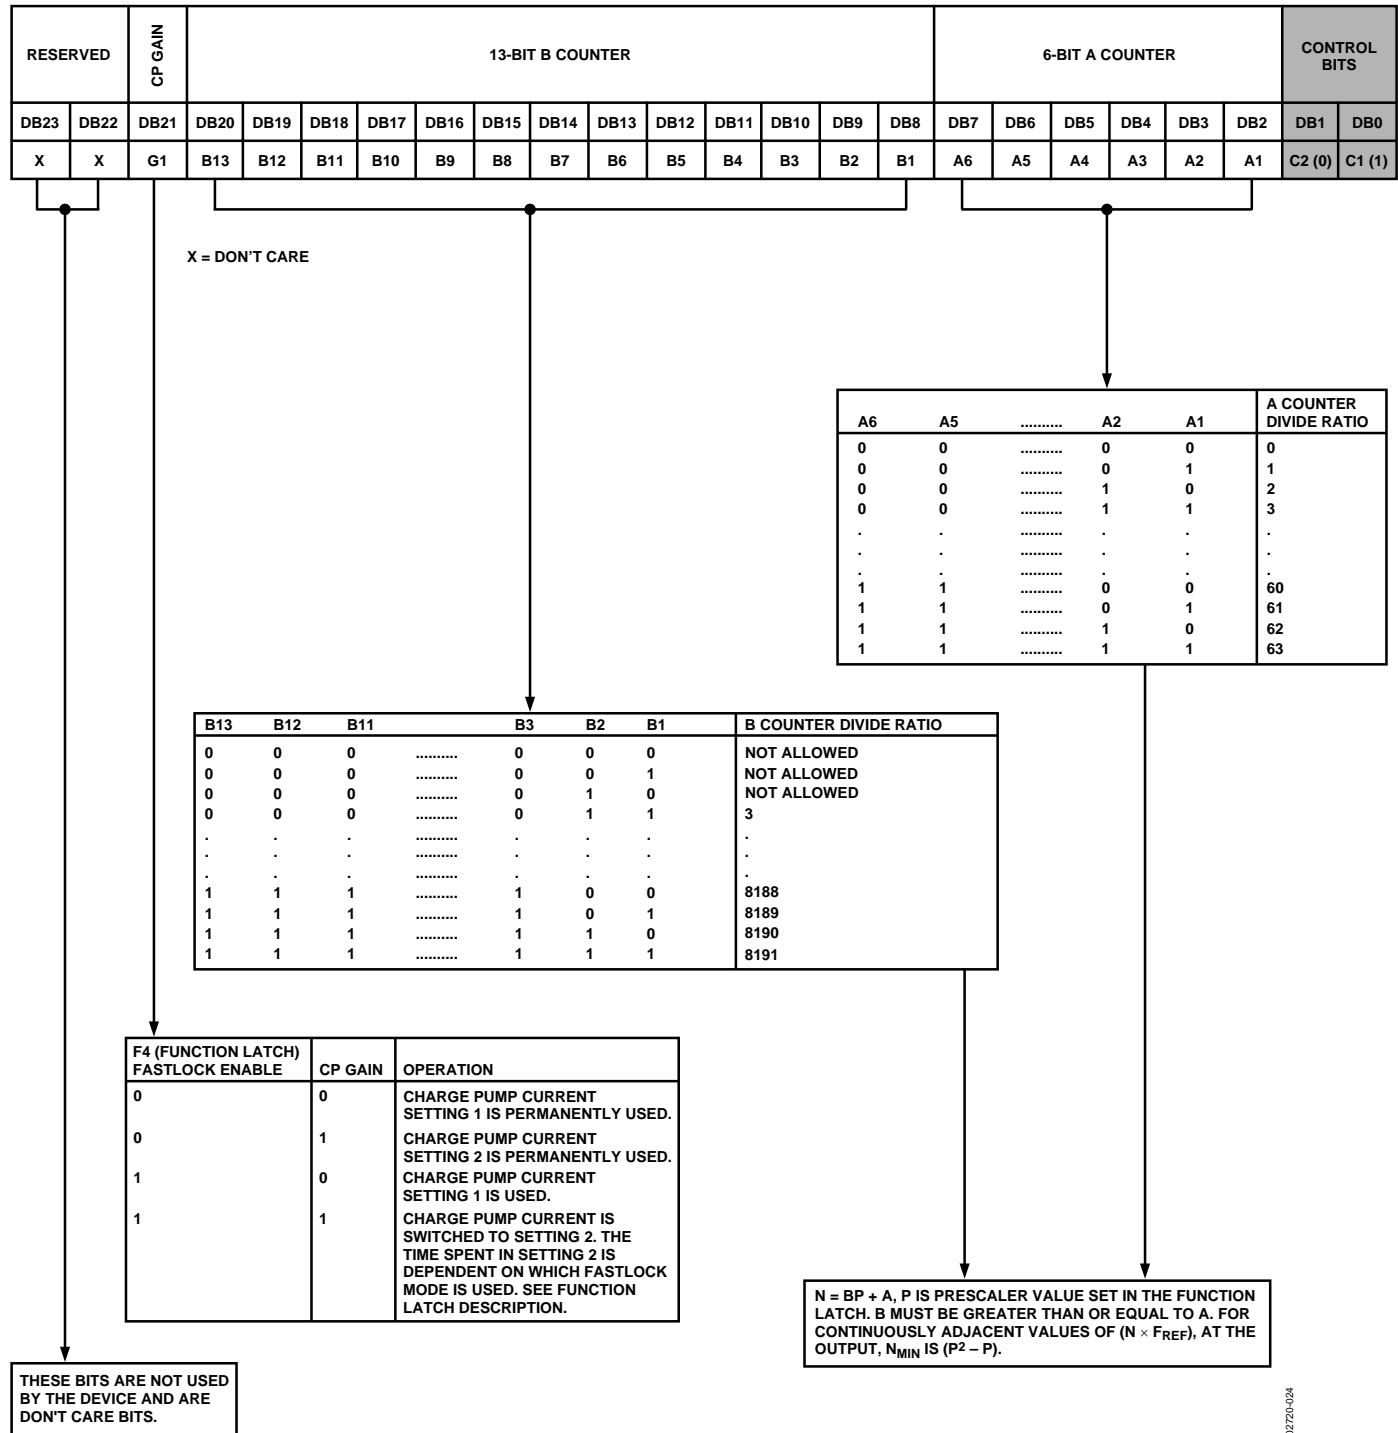 RESERVED CP GAIN 13-BIT B COUNTER 6-BIT A COUNTER CONTROL
BITS
DB23 DB22 DB21 DB20 DB19 DB18 DB17 DB16 DB15 DB14 DB13 DB12 DB11 DB10 DB9 DB8 DB7 DB6 DB5 DB4 DB3 DB2 DB1 DB0
X X G1 B13 B12 B11 B10 B9 B8 B7 B6 B5 B4 B3 B2 B1 A6 A5 A4 A3 A2 A1 C2 (0) C1 (1)
X = DON'T CARE
A COUNTER
A6 A5 .......... A2 A1 DIVIDE RATIO
0 0 .......... 0 0 0
0 0 .......... 0 1 1
0 0 .......... 1 0 2
0 0 .......... 1 1 3
. . .......... . . .
. . .......... . . .
. . .......... . . .
1 1 .......... 0 0 60
1 1 .......... 0 1 61
1 1 .......... 1 0 62
1 1 .......... 1 1 63
B13 B12 B11 .......... B3 B2 B1 B COUNTER DIVIDE RATIO
0 0 0 .......... 0 0 0 NOT ALLOWED
0 0 0 .......... 0 0 1 NOT ALLOWED
0 0 0 .......... 0 1 0 NOT ALLOWED
0 0 0 .......... 0 1 1 3
. . . .......... . . . .
. . . .......... . . . .
. . . .......... . . . .
1 1 1 .......... 1 0 0 8188
1 1 1 .......... 1 0 1 8189
1 1 1 .......... 1 1 0 8190
1 1 1 .......... 1 1 1 8191
F4 (FUNCTION LATCH)
FASTLOCK ENABLE CP GAIN OPERATION
0 0 CHARGE PUMP CURRENT
SETTING 1 IS PERMANENTLY USED.
0 1 CHARGE PUMP CURRENT
SETTING 2 IS PERMANENTLY USED.
1 0 CHARGE PUMP CURRENT
SETTING 1 IS USED.
1 1 CHARGE PUMP CURRENT IS
SWITCHED TO SETTING 2. THE
TIME SPENT IN SETTING 2 IS
DEPENDENT ON WHICH FASTLOCK
MODE IS USED. SEE FUNCTION
LATCH DESCRIPTION.
N = BP + A, P IS PRESCALER VALUE SET IN THE FUNCTION
LATCH. B MUST BE GREATER THAN OR EQUAL TO A. FOR
CONTINUOUSLY ADJACENT VALUES OF (N × FREF), AT THE
OUTPUT, NMIN IS (P2 – P).
THESE BITS ARE NOT USED
BY THE DEVICE AND ARE
DON'T CARE BITS.
02720-024